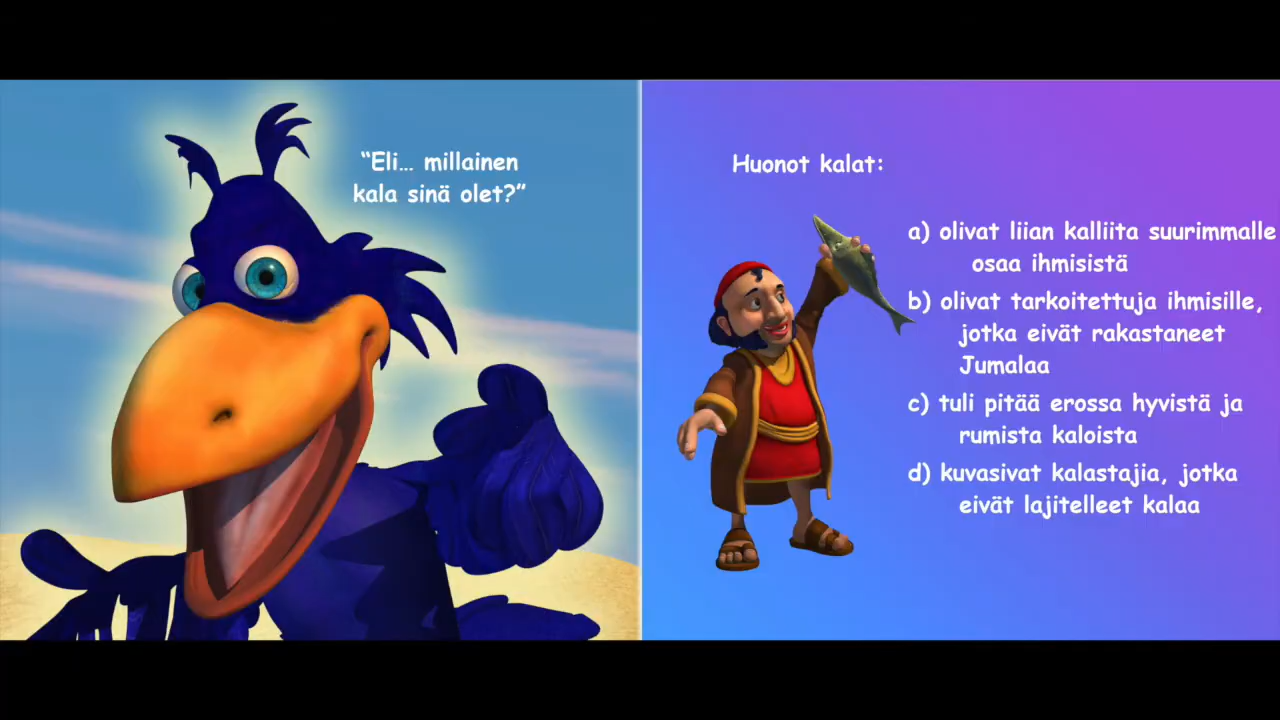 “Eli… millainen
kala sinä olet?”
Huonot kalat:
a) olivat liian kalliita suurimmalle
osaa ihmisistä
b) olivat tarkoitettuja ihmisille,
jotka eivät rakastaneet
Jumalaa
c) tuli pitää erossa hyvistä ja
rumista kaloista
d) kuvasivat kalastajia, jotka
eivät lajitelleet kalaa